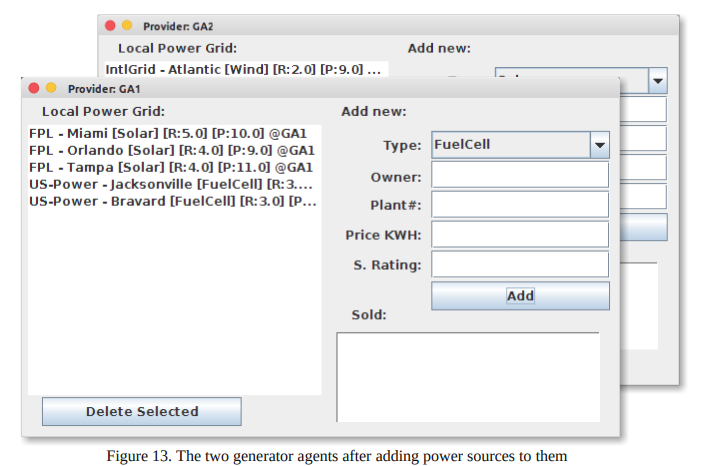 Provider: GA2
Local Power Grid:
Add new:
IntlGrid - Atlantic [Wind] [R:2.0] [P:9.0] ...
Provider: GA1
Local Power Grid:
Add new:
FPL - Miami [Solar] [R:5.0] [P:10.0] @GA1
FPL - Orlando [Solar] [R:4.0] [P:9.0] @GA1
FPL - Tampa [Solar] [R:4.0] [P:11.0] @GA1
US-Power - Jacksonville [FuelCell] [R:3....
US-Power - Bravard [FuelCell] [R:3.0] [P...
Type: FuelCell
Owner:
Plant#:
Price KWH:
S. Rating:
Add
Sold:
Delete Selected
Figure 13. The two generator agents after adding power sources to them